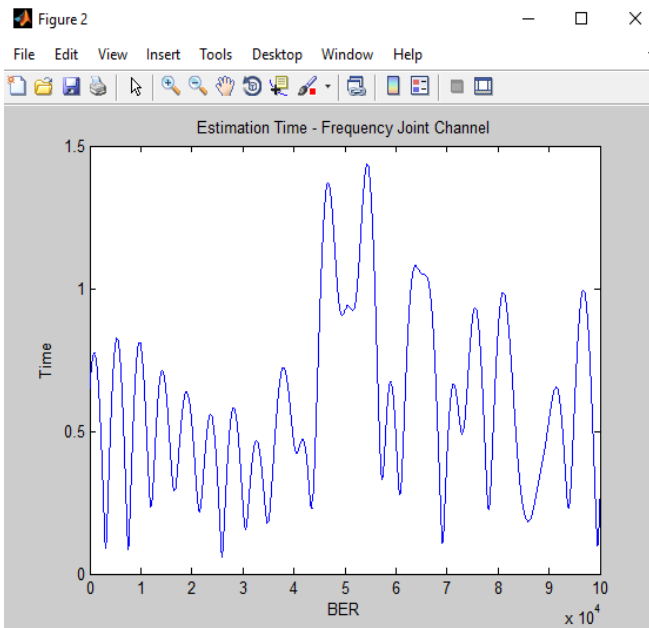 Figure 2
File Edit View Insert Tools Desktop Window Help
Estimation Time - Frequency Joint Channel
1.5
1
0.5
0
Time
0 1 2 3 4 5 6 7 8 9 10
BER
x 10^4